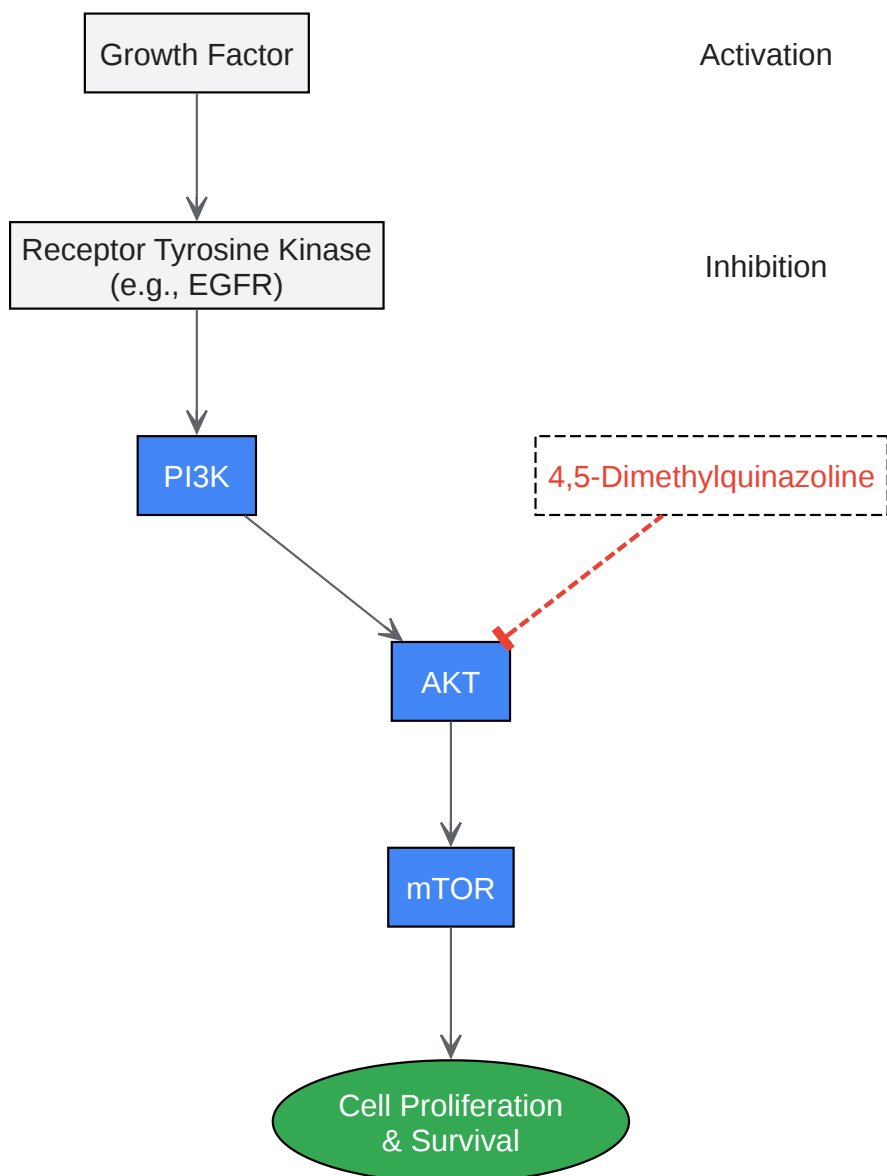 Growth Factor
Activation
Receptor Tyrosine Kinase
(e.g., EGFR)
Inhibition
PI3K
4,5-Dimethylquinazoline
AKT
mTOR
Cell Proliferation
& Survival